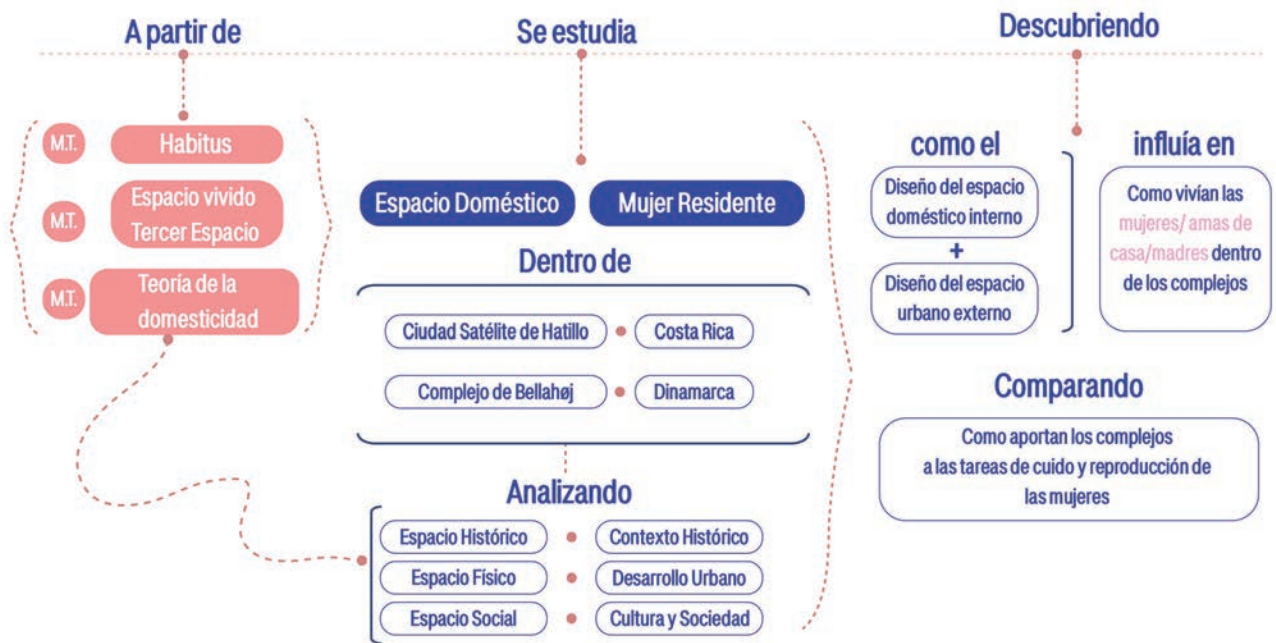 A partir de
Se estudia
Descubriendo
M.T.
Habitus
M.T.
Espacio vivido
Tercer Espacio
M.T.
Teoría de la
domesticidad
Espacio Doméstico
Mujer Residente
Dentro de
Ciudad Satélite de Hatillo
Costa Rica
Complejo de Bellahøj
Dinamarca
Analizando
Espacio Histórico
Contexto Histórico
Espacio Físico
Desarrollo Urbano
Espacio Social
Cultura y Sociedad
como el
Diseño del espacio
doméstico interno
+
Diseño del espacio
urbano externo
influía en
Como vivían las
mujeres/ amas de
casa/madres dentro
de los complejos
Comparando
Como aportan los complejos
a las tareas de cuido y reproducción de
las mujeres